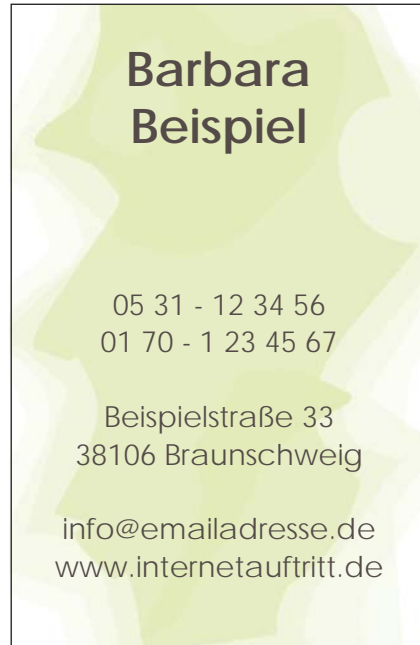 Barbara
Beispiel
05 31 - 12 34 56
01 70 - 1 23 45 67
Beispielstraße 33
38106 Braunschweig
info@emailadresse.de
www.internetauftritt.de